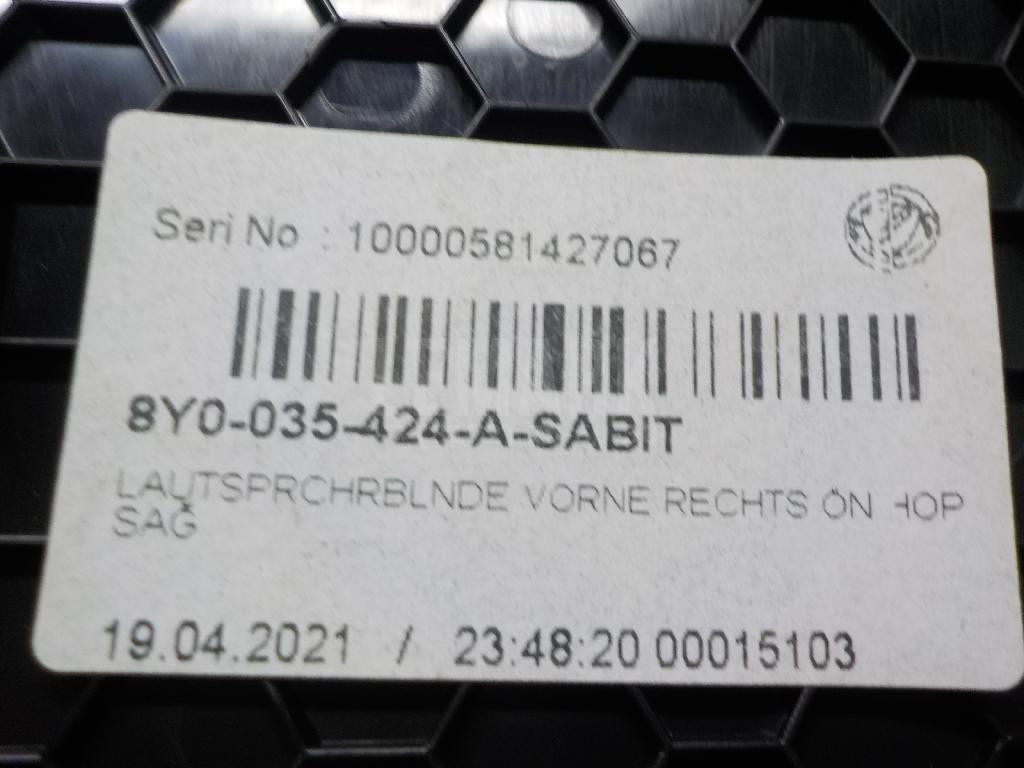 Seri No : 10000581427067
8Y0-035-424-A-SABIT
LAUTSPRCHRBLNDE VORNE RECHTS ÖN HOP
SAĞ
19.04.2021 / 23:48:20 00015103